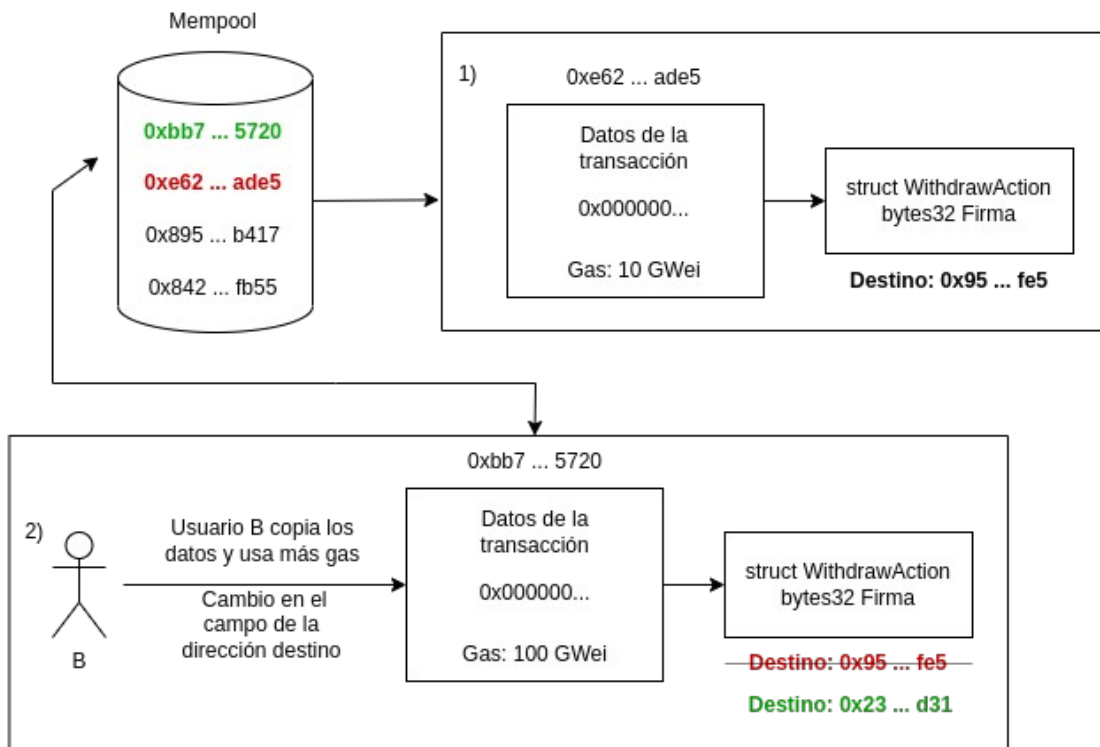 Mempool
0xbb7 ... 5720
0xe62 ... ade5
0x895 ... b417
0x842 ... fb55
1)
0xe62 ... ade5
Datos de la
transacción
0x000000...
Gas: 10 GWei
struct WithdrawAction
bytes32 Firma
Destino: 0x95 ... fe5
2)
B
Usuario B copia los
datos y usa más gas
Cambio en el
campo de la
dirección destino
0xbb7 ... 5720
Datos de la
transacción
0x000000...
Gas: 100 GWei
struct WithdrawAction
bytes32 Firma
Destino: 0x95 ... fe5
Destino: 0x23 ... d31